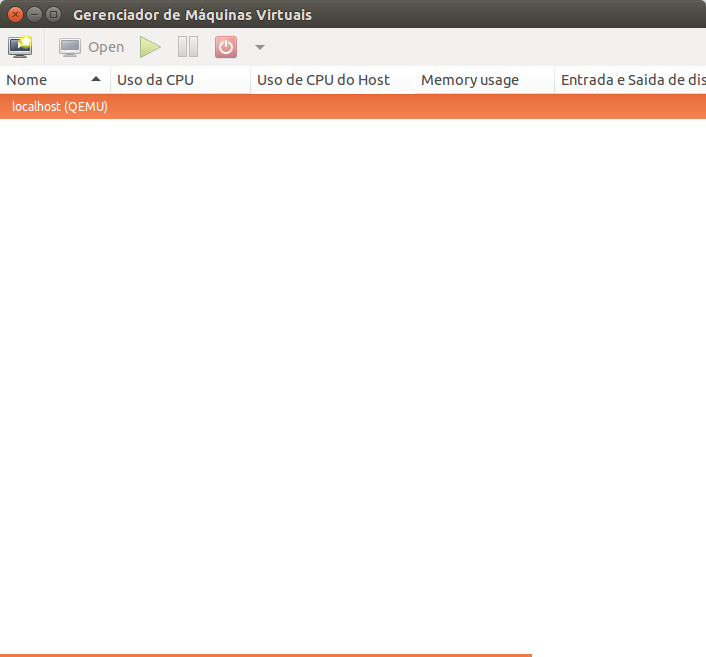 Gerenciador de Máquinas Virtuais
Open
Nome Uso da CPU Uso de CPU do Host Memory usage Entrada e Saida de dis
localhost (QEMU)